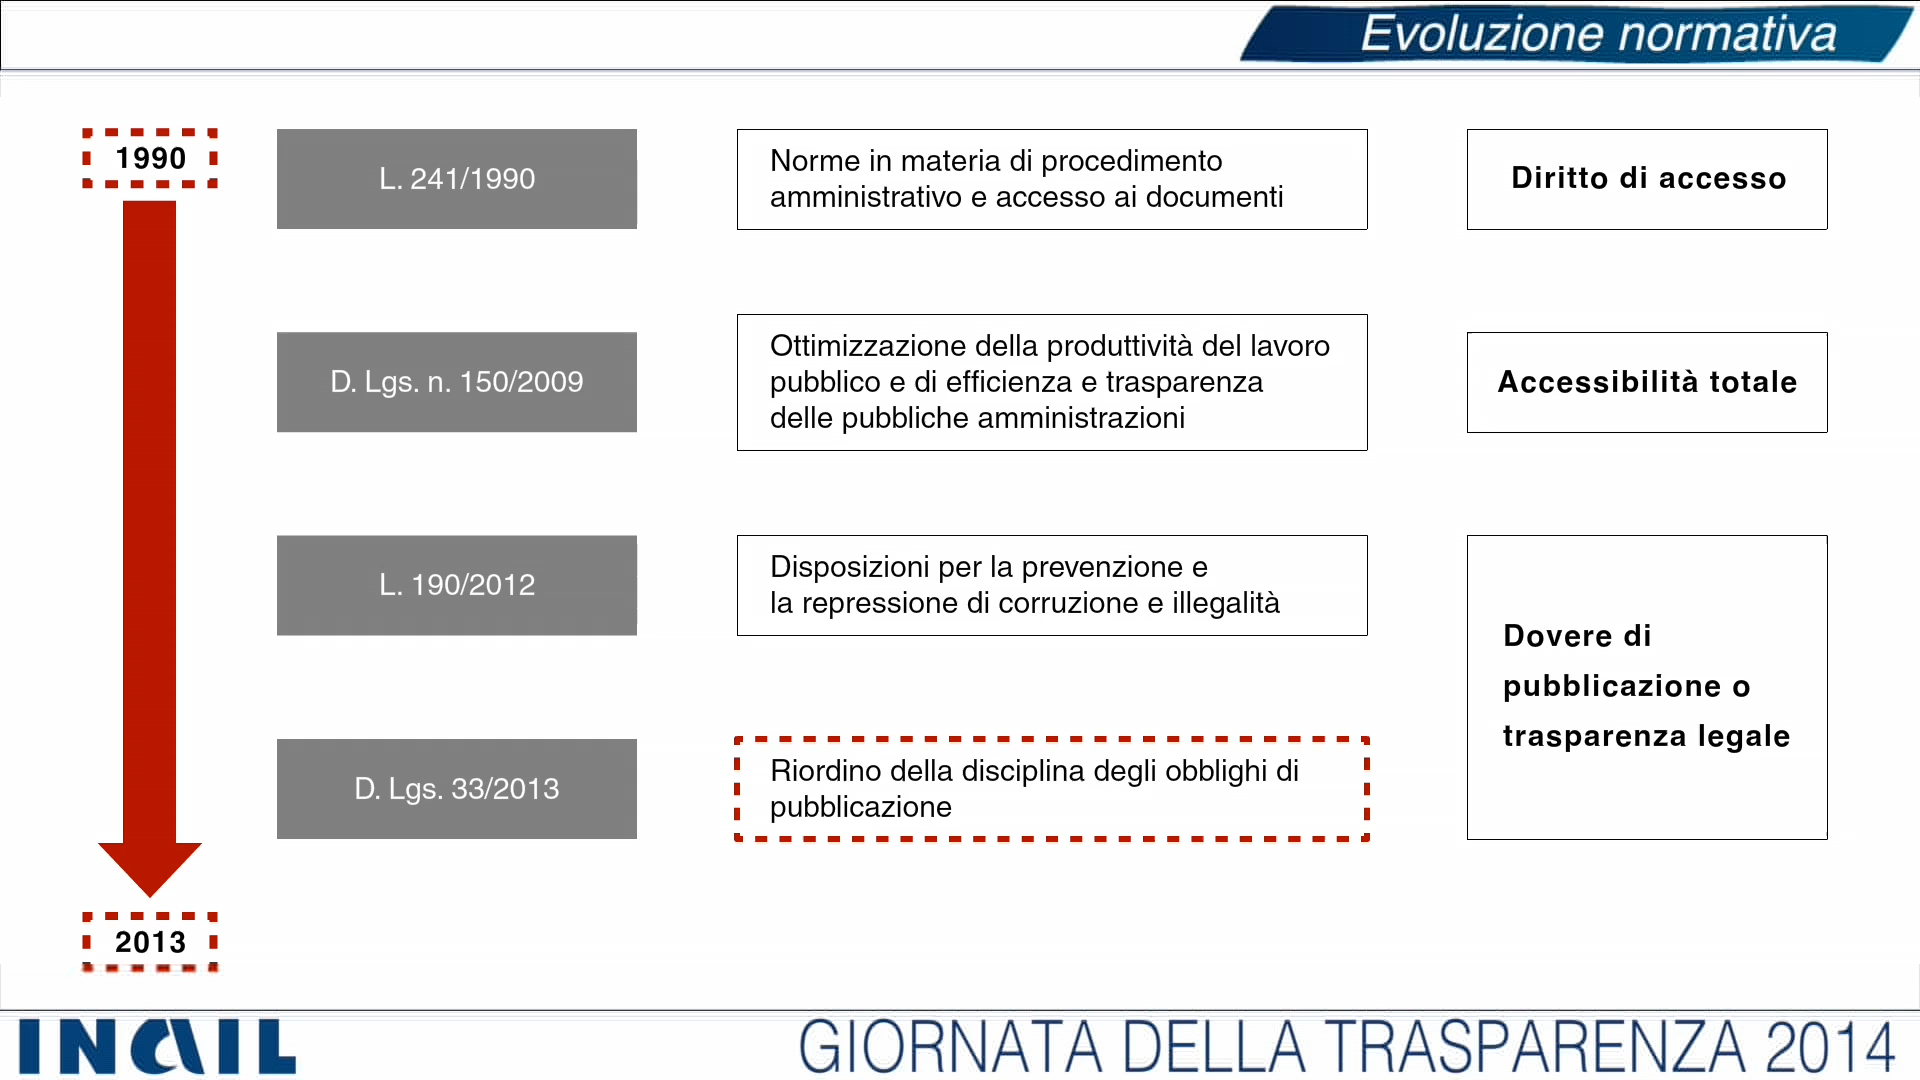 Evoluzione normativa
1990
L. 241/1990
Norme in materia di procedimento
amministrativo e accesso ai documenti
Diritto di accesso
D. Lgs. n. 150/2009
Ottimizzazione della produttività del lavoro
pubblico e di efficienza e trasparenza
delle pubbliche amministrazioni
Accessibilità totale
L. 190/2012
Disposizioni per la prevenzione e
la repressione di corruzione e illegalità
Dovere di
pubblicazione o
trasparenza legale
D. Lgs. 33/2013
Riordino della disciplina degli obblighi di
pubblicazione
2013
INAIL
GIORNATA DELLA TRASPARENZA 2014